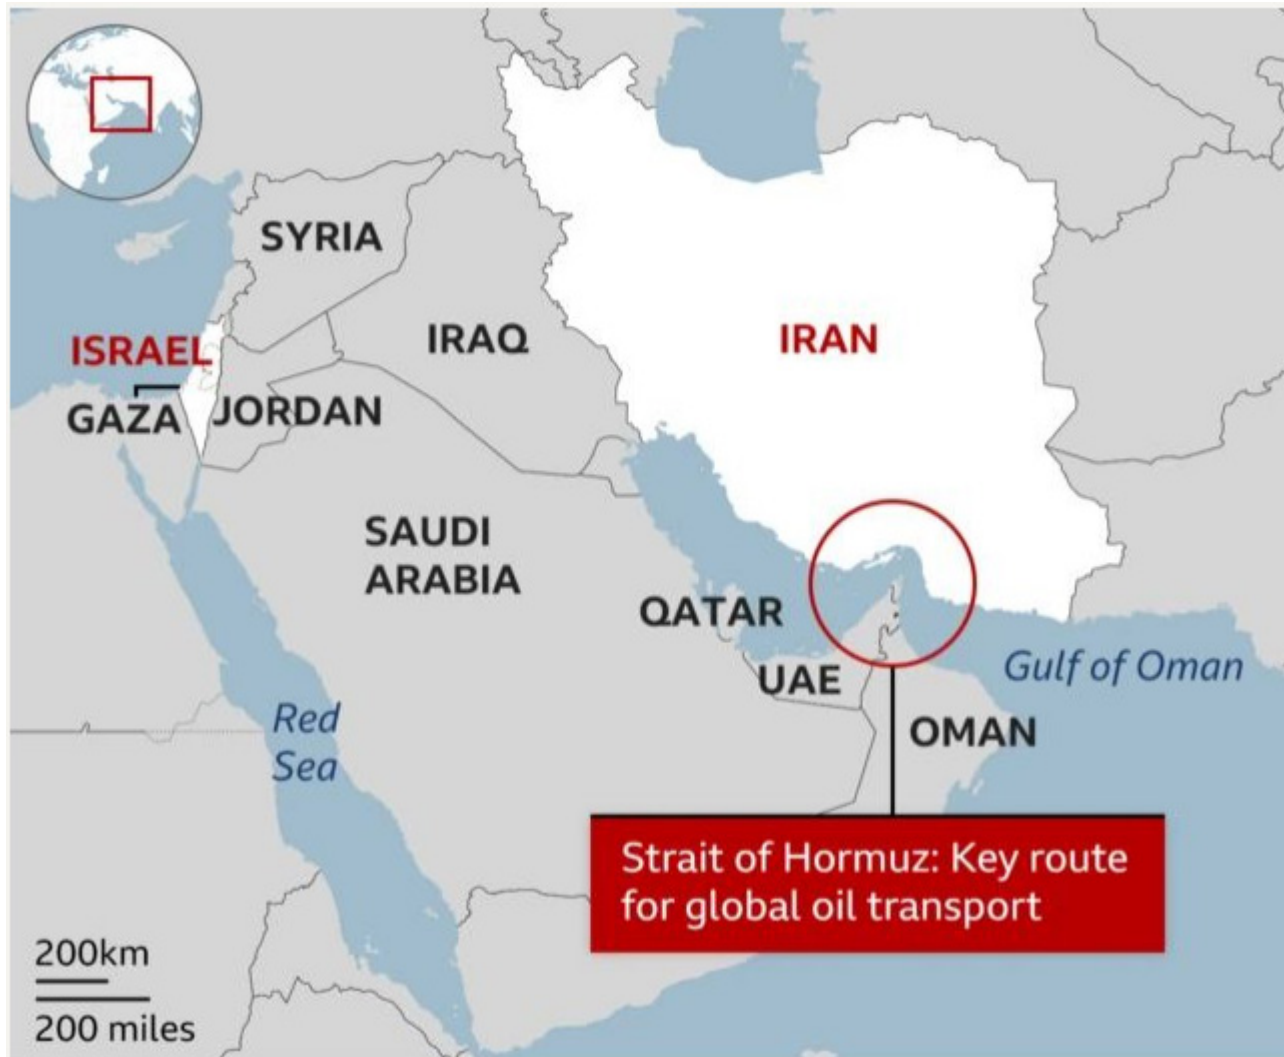 SYRIA
IRAQ
IRAN
ISRAEL
GAZA
JORDAN
SAUDI
ARABIA
QATAR
UAE
Gulf of Oman
OMAN
Red
Sea
Strait of Hormuz: Key route
for global oil transport
200km
200 miles